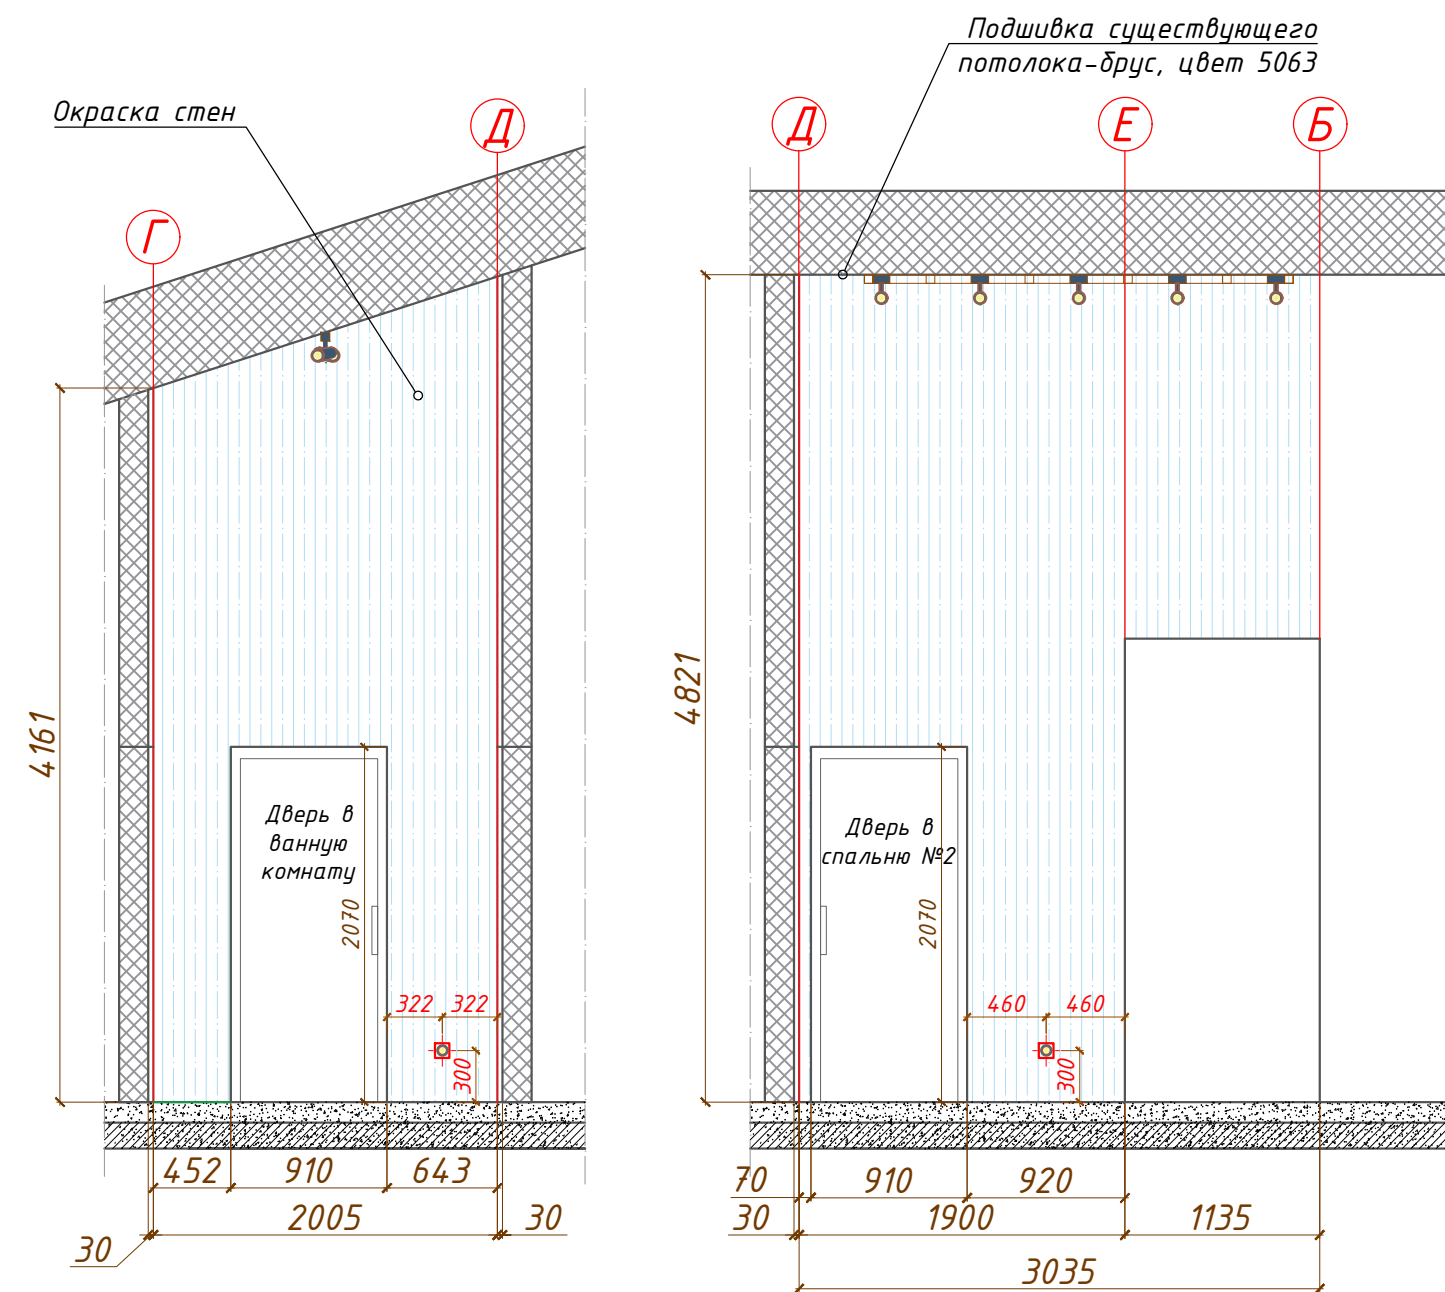 Подшивка существующего
потолока-брус, цвет 5063
Окраска стен
Г
Д
Д
Е
Б
4161
4821
Дверь в
ванную
комнату
2070
Дверь в
спальню №2
2070
322
322
300
460
460
300
452
910
643
2005
30
30
70
910
920
30
1900
1135
3035